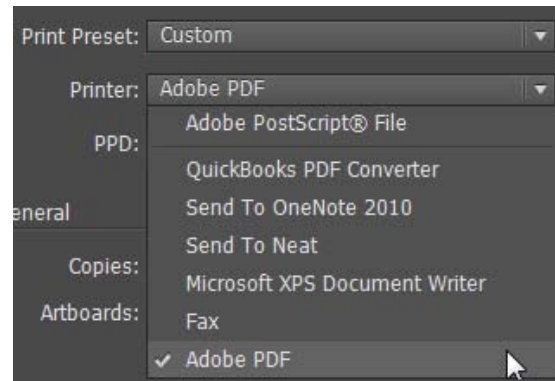 Print Preset: Custom
Printer: Adobe PDF
Adobe PostScript® File
PPD:
QuickBooks PDF Converter
eneral
Send To OneNote 2010
Send To Neat
Copies:
Microsoft XPS Document Writer
Artboards:
Fax
✓ Adobe PDF